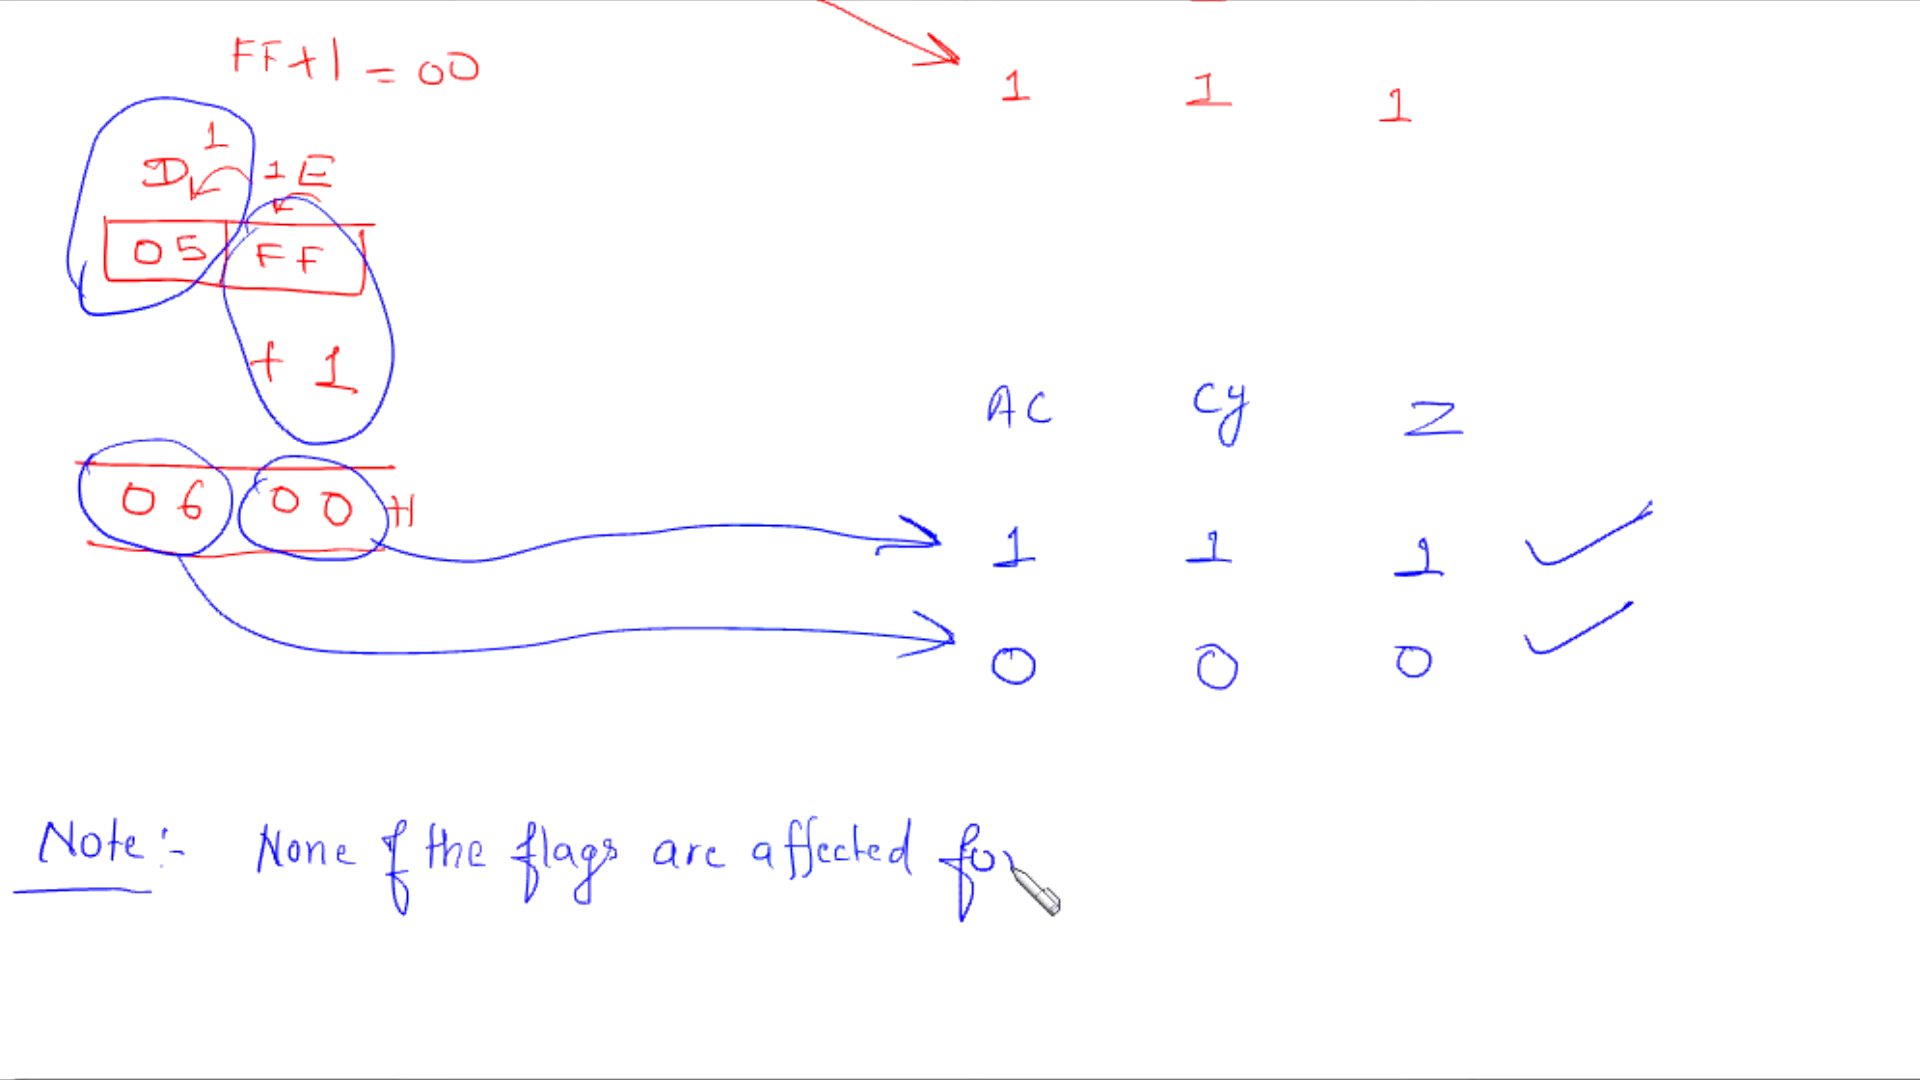 FF+1 = 00
1 1 1
1
D 1 E
05 FF
+ 1
AC CY Z
06 00 H
1 1 1
0 0 0
Note:- None of the flags are affected for